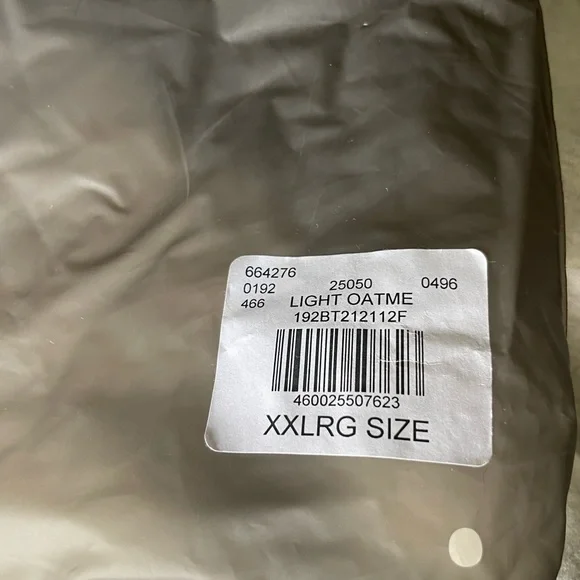 664276
0192 25050 0496
466 LIGHT OATME
192BT212112F
460025507623
XXLRG SIZE